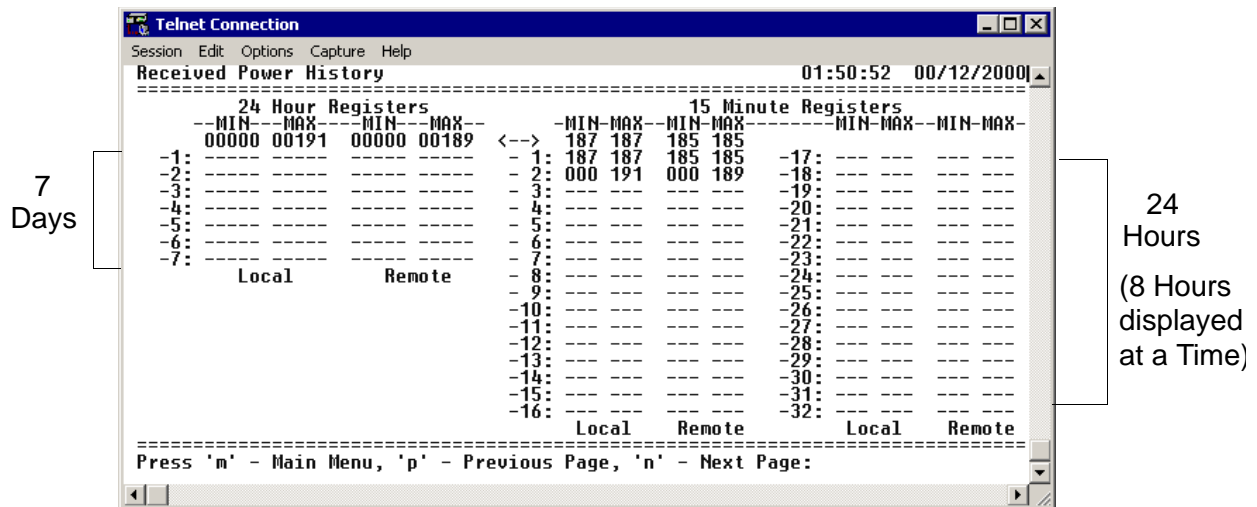 Telnet Connection
Session Edit Options Capture Help
Received Power History 01:50:52 00/12/2000
================================================================================
24 Hour Registers 15 Minute Registers
--MIN---MAX----MIN---MAX-- -MIN-MAX--MIN-MAX--------MIN-MAX--MIN-MAX-
00000 00191 00000 00189 <--> 187 187 185 185
-1: ----- ----- ----- ----- - 1: 187 187 185 185 -17: --- --- --- ---
-2: ----- ----- ----- ----- - 2: 000 191 000 189 -18: --- --- --- ---
-3: ----- ----- ----- ----- - 3: --- --- --- --- -19: --- --- --- ---
-4: ----- ----- ----- ----- - 4: --- --- --- --- -20: --- --- --- ---
-5: ----- ----- ----- ----- - 5: --- --- --- --- -21: --- --- --- ---
-6: ----- ----- ----- ----- - 6: --- --- --- --- -22: --- --- --- ---
-7: ----- ----- ----- ----- - 7: --- --- --- --- -23: --- --- --- ---
Local Remote - 8: --- --- --- --- -24: --- --- --- ---
- 9: --- --- --- --- -25: --- --- --- ---
-10: --- --- --- --- -26: --- --- --- ---
-11: --- --- --- --- -27: --- --- --- ---
-12: --- --- --- --- -28: --- --- --- ---
-13: --- --- --- --- -29: --- --- --- ---
-14: --- --- --- --- -30: --- --- --- ---
-15: --- --- --- --- -31: --- --- --- ---
-16: --- --- --- --- -32: --- --- --- ---
Local Remote Local Remote
================================================================================
Press 'm' - Main Menu, 'p' - Previous Page, 'n' - Next Page:
7
Days
24
Hours
(8 Hours
displayed
at a Time)